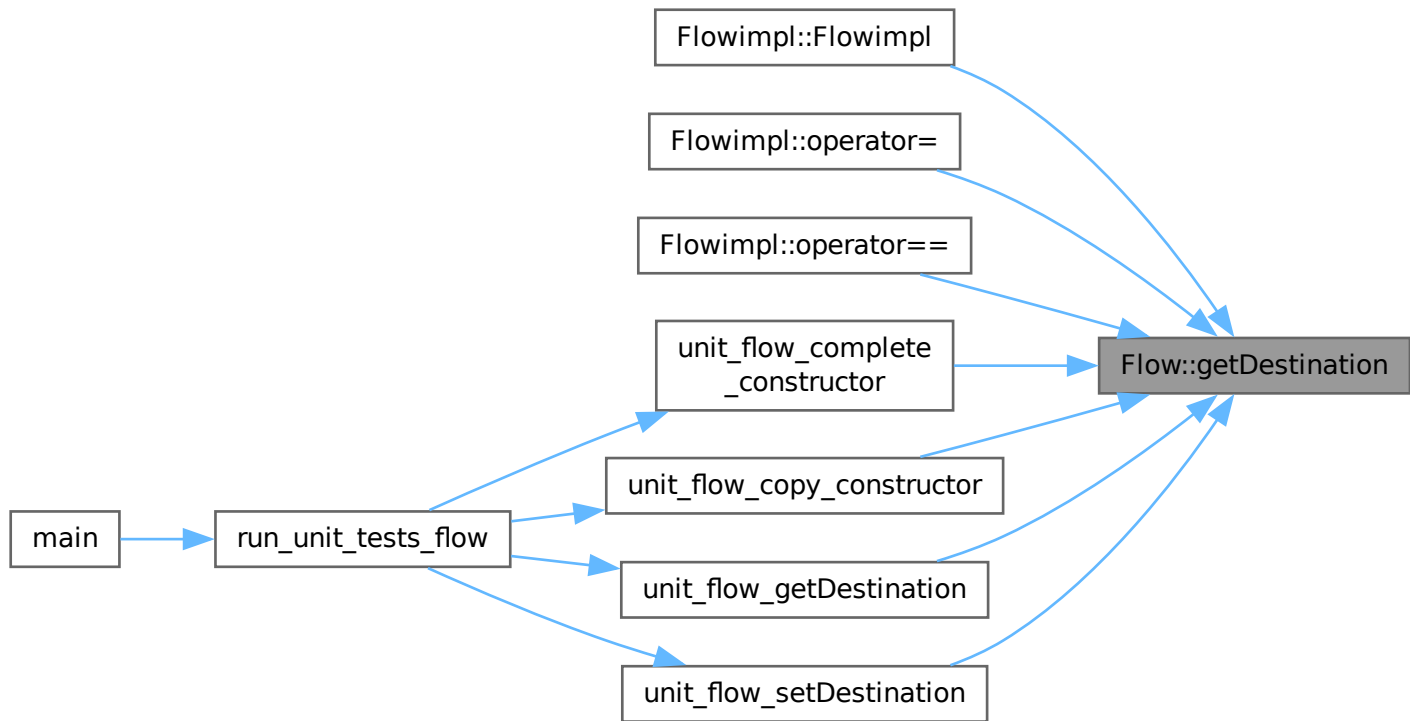 Flowimpl::Flowimpl
Flowimpl::operator=
Flowimpl::operator==
unit_flow_complete
_constructor
Flow::getDestination
unit_flow_copy_constructor
main
run_unit_tests_flow
unit_flow_getDestination
unit_flow_setDestination